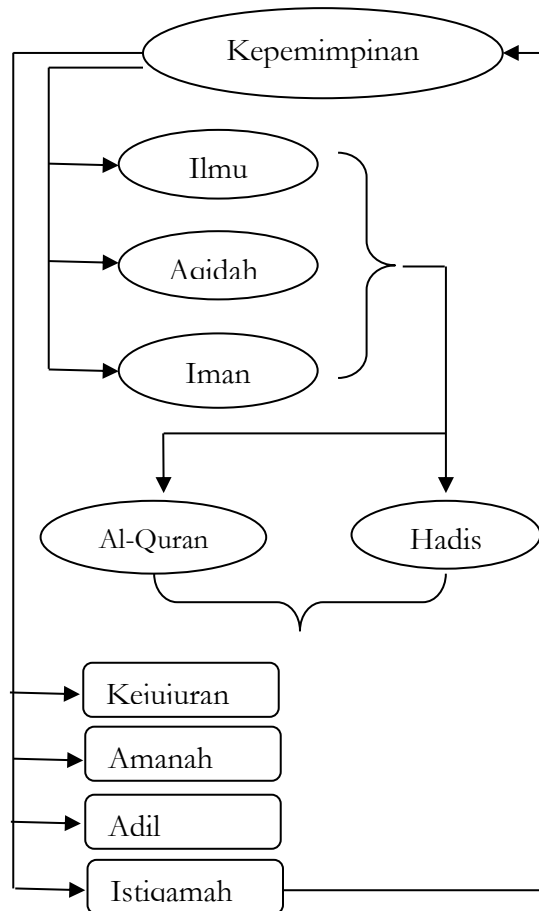 Kepemimpinan
Ilmu
Aqidah
Iman
Al-Quran
Hadis
Kejujuran
Amanah
Adil
Istiqamah